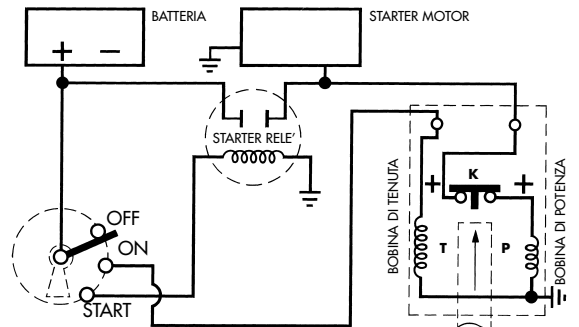 BATTERIA
STARTER MOTOR
+ −
STARTER RELE'
BOBINA DI TENUTA
BOBINA DI POTENZA
K
+ +
T P
OFF
ON
START